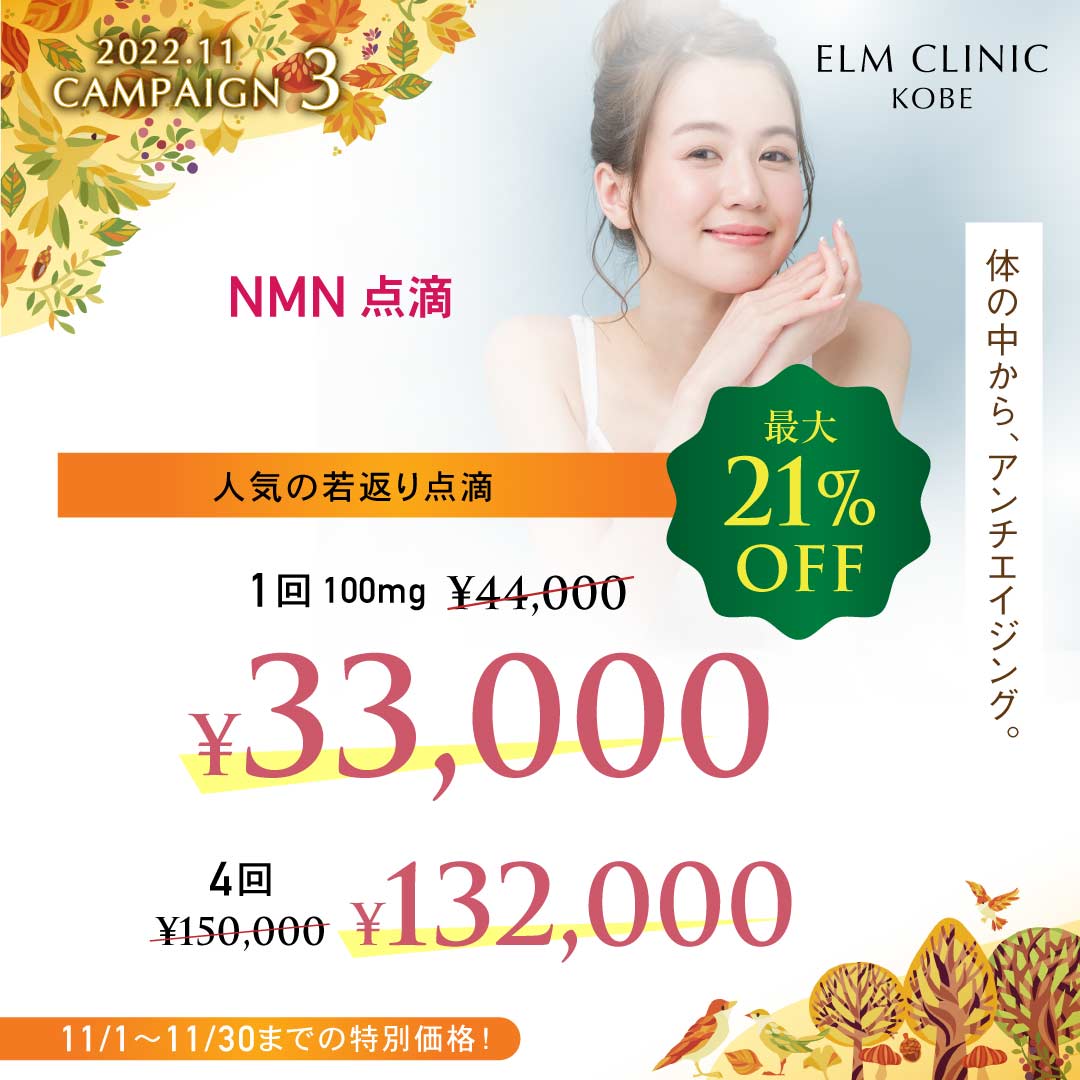 2022.11
CAMPAIGN 3
ELM CLINIC
KOBE
NMN 点滴
体の中から、アンチエイジング。
人気の若返り点滴
最大
21%
OFF
1回 100mg ¥44,000
¥33,000
4回
¥150,000 ¥132,000
11/1〜11/30までの特別価格!